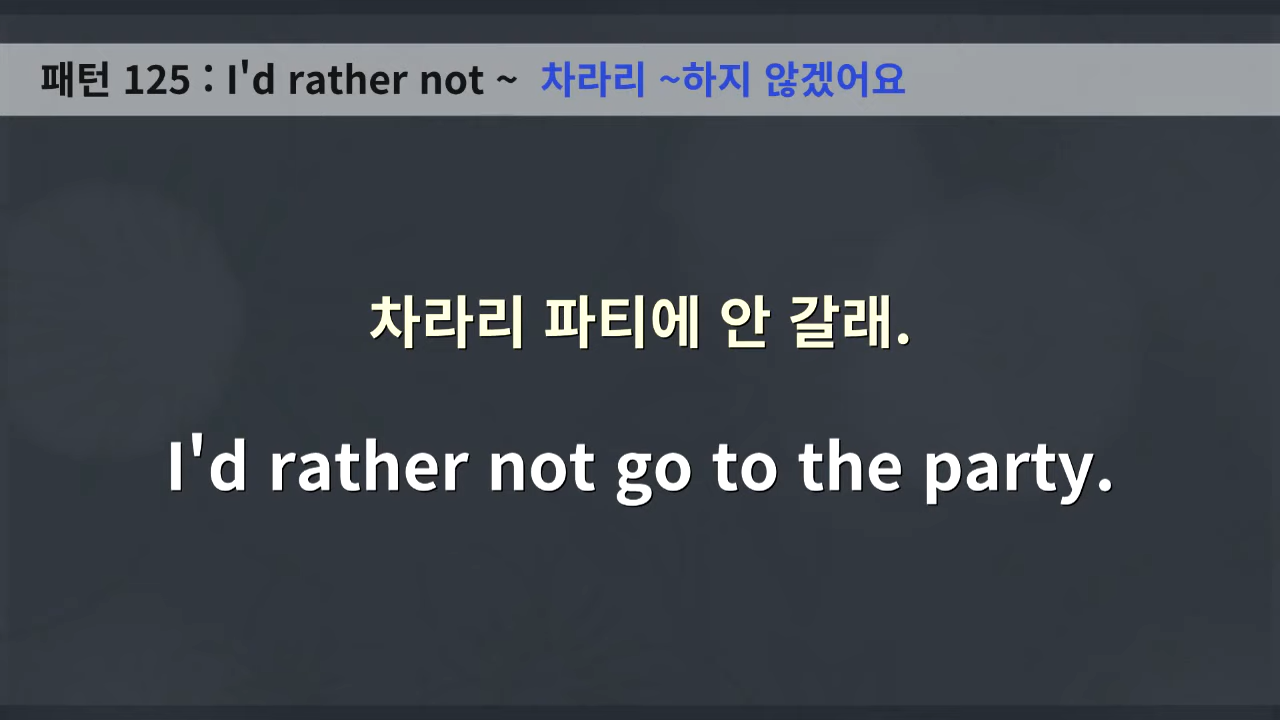 패턴 125 : I'd rather not ~ 차라리 ~하지 않겠어요
차라리 파티에 안 갈래.
I'd rather not go to the party.